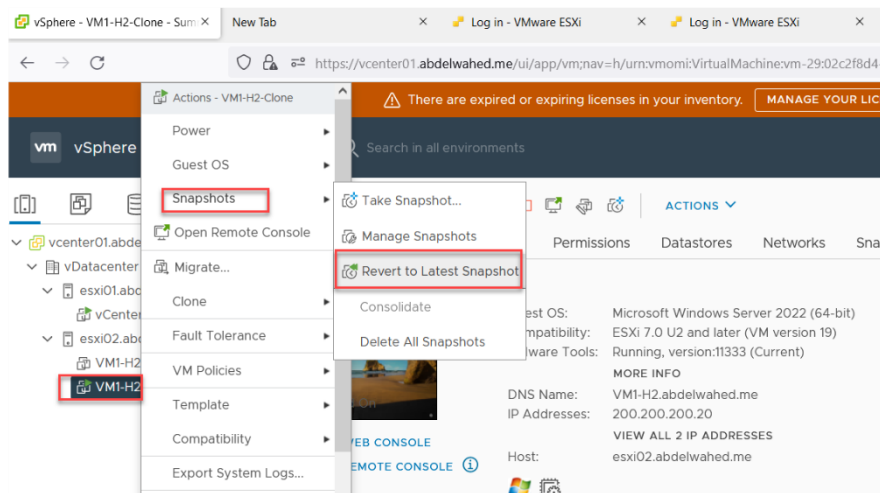 vSphere - VM1-H2-Clone - Sum
New Tab
Log in - VMware ESXi
Log in - VMware ESXi
https://vcenter01.abdelwahed.me/ui/app/vm;nav=h/urn:vmomi:VirtualMachine:vm-29:02c2f8d4-
There are expired or expiring licenses in your inventory.
MANAGE YOUR LIC
vm vSphere
Search in all environments
Actions - VM1-H2-Clone
Power
Guest OS
Snapshots
Open Remote Console
Migrate...
Clone
Fault Tolerance
VM Policies
Template
Compatibility
Export System Logs...
Take Snapshot...
Manage Snapshots
Revert to Latest Snapshot
Consolidate
Delete All Snapshots
ACTIONS
Permissions
Datastores
Networks
Sna
vcenter01.abde
vDatacenter
esxi01.abd
vCenter
esxi02.abd
VM1-H2
VM1-H2
est OS: Microsoft Windows Server 2022 (64-bit)
mpatibility: ESXi 7.0 U2 and later (VM version 19)
ware Tools: Running, version:11333 (Current)
MORE INFO
DNS Name: VM1-H2.abdelwahed.me
IP Addresses: 200.200.200.20
VIEW ALL 2 IP ADDRESSES
Host: esxi02.abdelwahed.me
On
EB CONSOLE
EMOTE CONSOLE